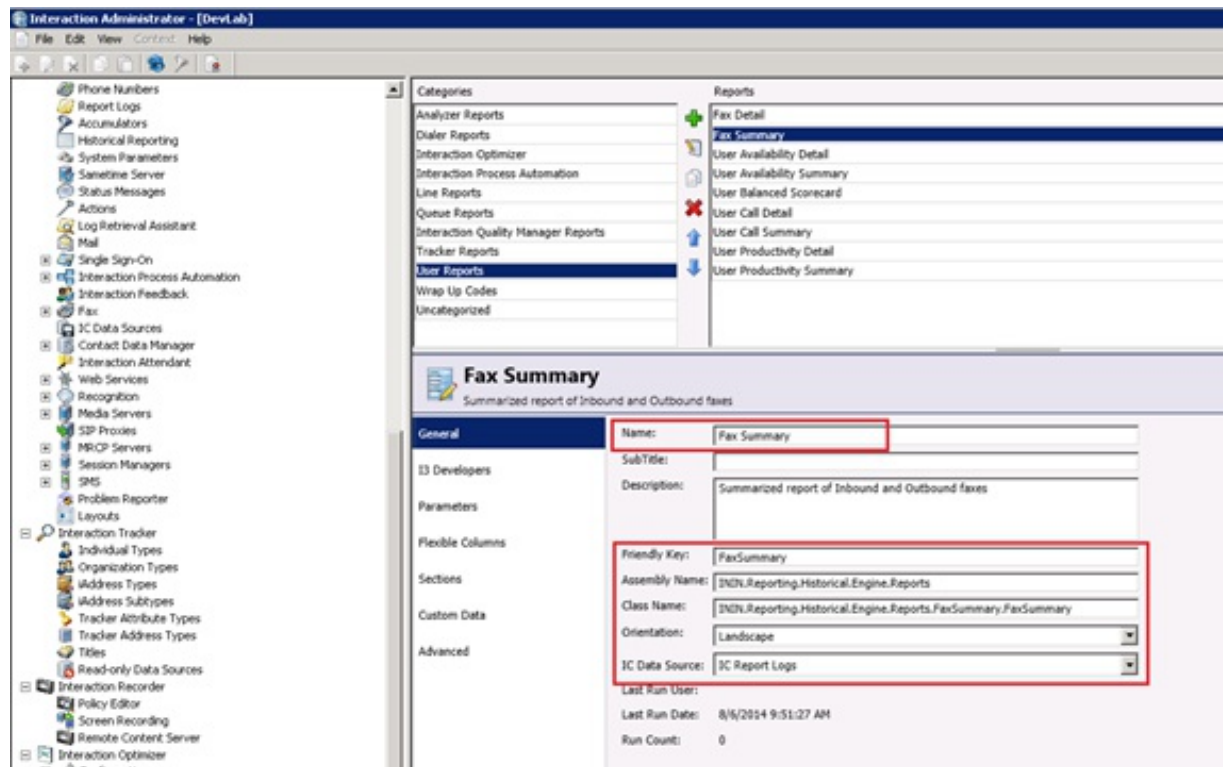 Interaction Administrator - [DevLab]
File Edit View Context Help
Phone Numbers
Report Logs
Accumulators
Historical Reporting
System Parameters
Sametime Server
Status Messages
Actions
Log Retrieval Assistant
Mail
Single Sign-On
Interaction Process Automation
Interaction Feedback
Fax
IC Data Sources
Contact Data Manager
Interaction Attendant
Web Services
Recognition
Media Servers
SIP Proxies
MRCP Servers
Session Managers
SMS
Problem Reporter
Layouts
Interaction Tracker
Individual Types
Organization Types
iAddress Types
iAddress Subtypes
Tracker Attribute Types
Tracker Address Types
Titles
Read-only Data Sources
Interaction Recorder
Policy Editor
Screen Recording
Remote Content Server
Interaction Optimizer
Categories
Analyzer Reports
Dialer Reports
Interaction Optimizer
Interaction Process Automation
Line Reports
Queue Reports
Interaction Quality Manager Reports
Tracker Reports
User Reports
Wrap Up Codes
Uncategorized
Reports
Fax Detail
Fax Summary
User Availability Detail
User Availability Summary
User Balanced Scorecard
User Call Detail
User Call Summary
User Productivity Detail
User Productivity Summary
Fax Summary
Summarized report of Inbound and Outbound faxes
General
I3 Developers
Parameters
Flexible Columns
Sections
Custom Data
Advanced
Name: Fax Summary
SubTitle:
Description: Summarized report of Inbound and Outbound faxes
Friendly Key: FaxSummary
Assembly Name: ININ.Reporting.Historical.Engine.Reports
Class Name: ININ.Reporting.Historical.Engine.Reports.FaxSummary.FaxSummary
Orientation: Landscape
IC Data Source: IC Report Logs
Last Run User:
Last Run Date: 8/6/2014 9:51:27 AM
Run Count: 0